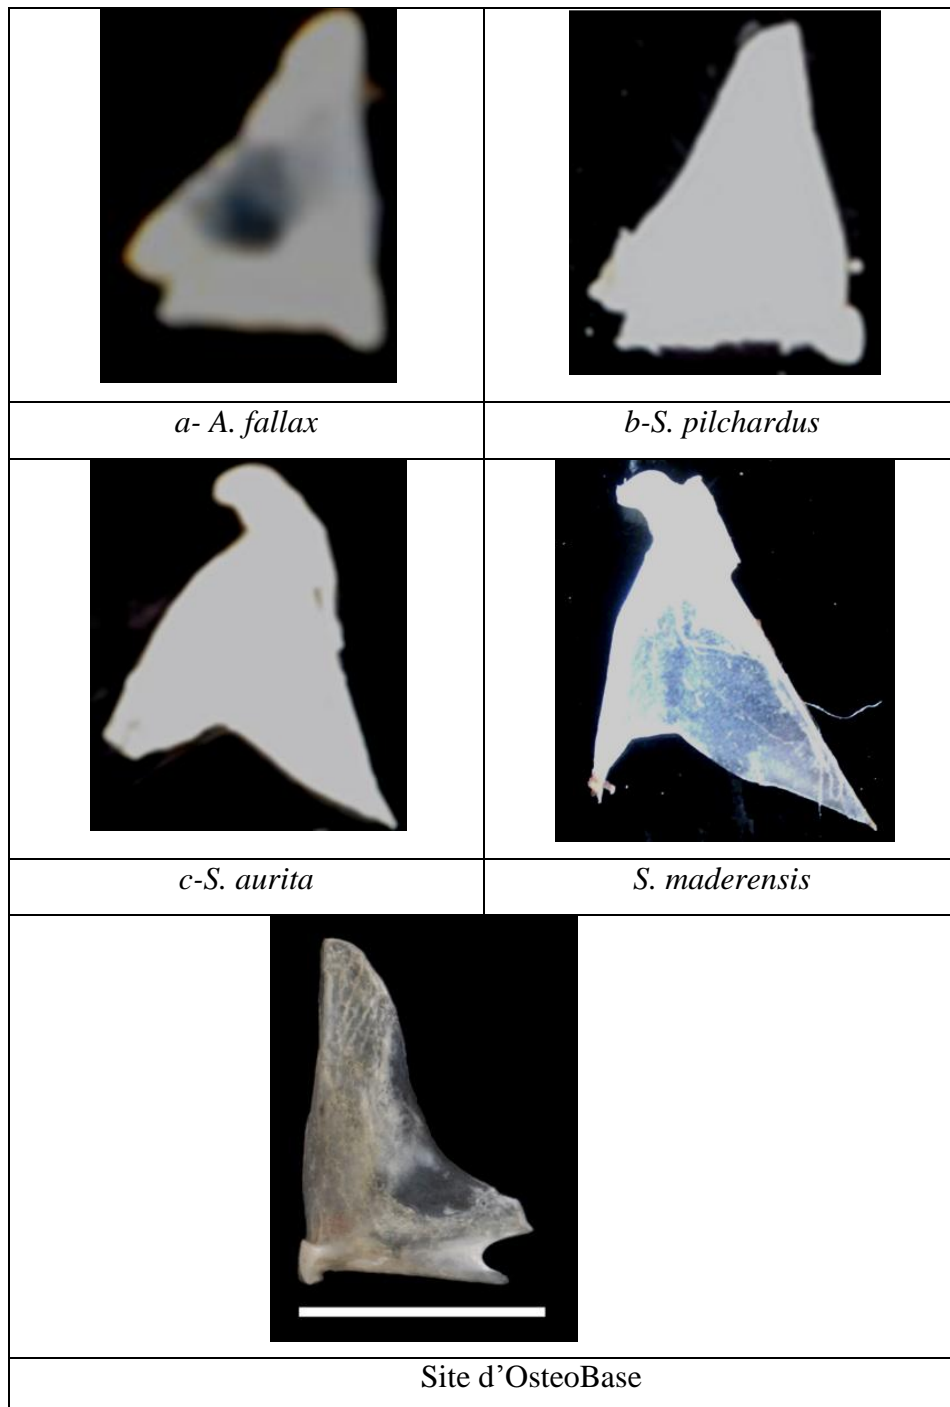 a- A. fallax
b-S. pilchardus
c-S. aurita
S. maderensis
Site d’OsteoBase